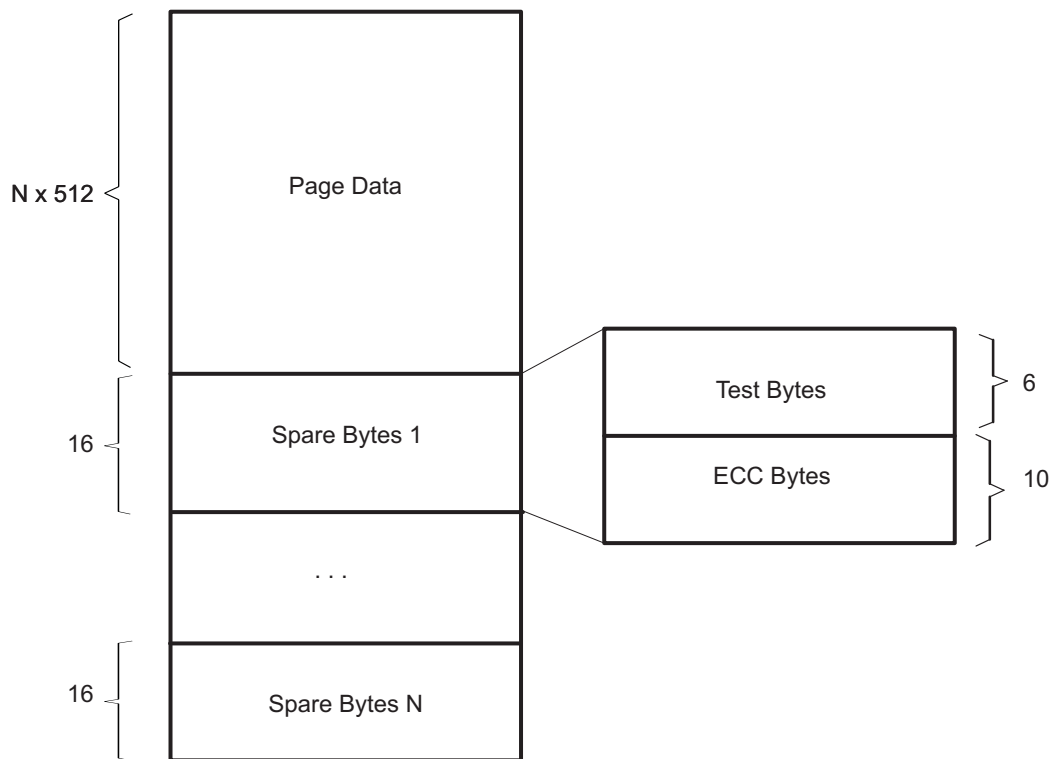 N x 512
Page Data
Test Bytes
6
16
Spare Bytes 1
ECC Bytes
10
. . .
16
Spare Bytes N